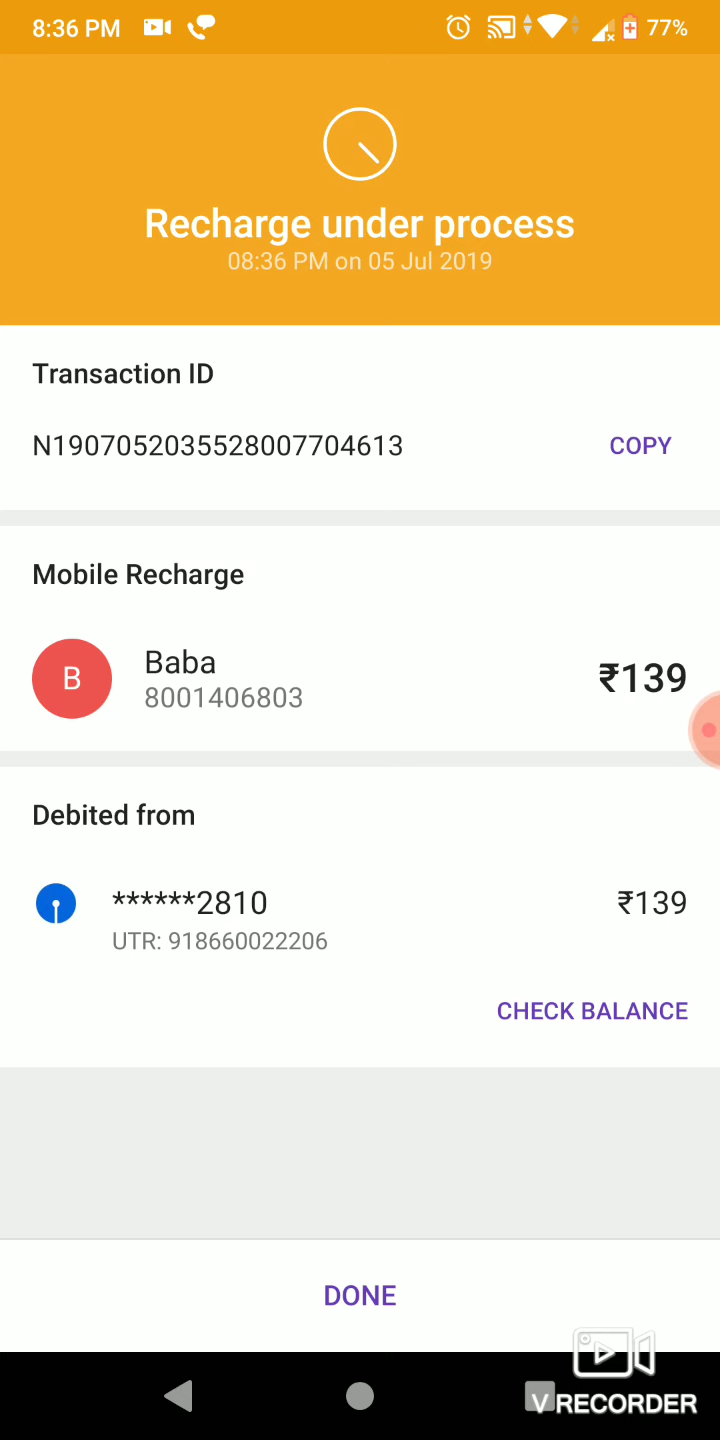 8:36 PM
77%
Recharge under process
08:36 PM on 05 Jul 2019
Transaction ID
N1907052035528007704613
COPY
Mobile Recharge
B
Baba
₹139
8001406803
Debited from
******2810
₹139
UTR: 918660022206
CHECK BALANCE
DONE
V RECORDER